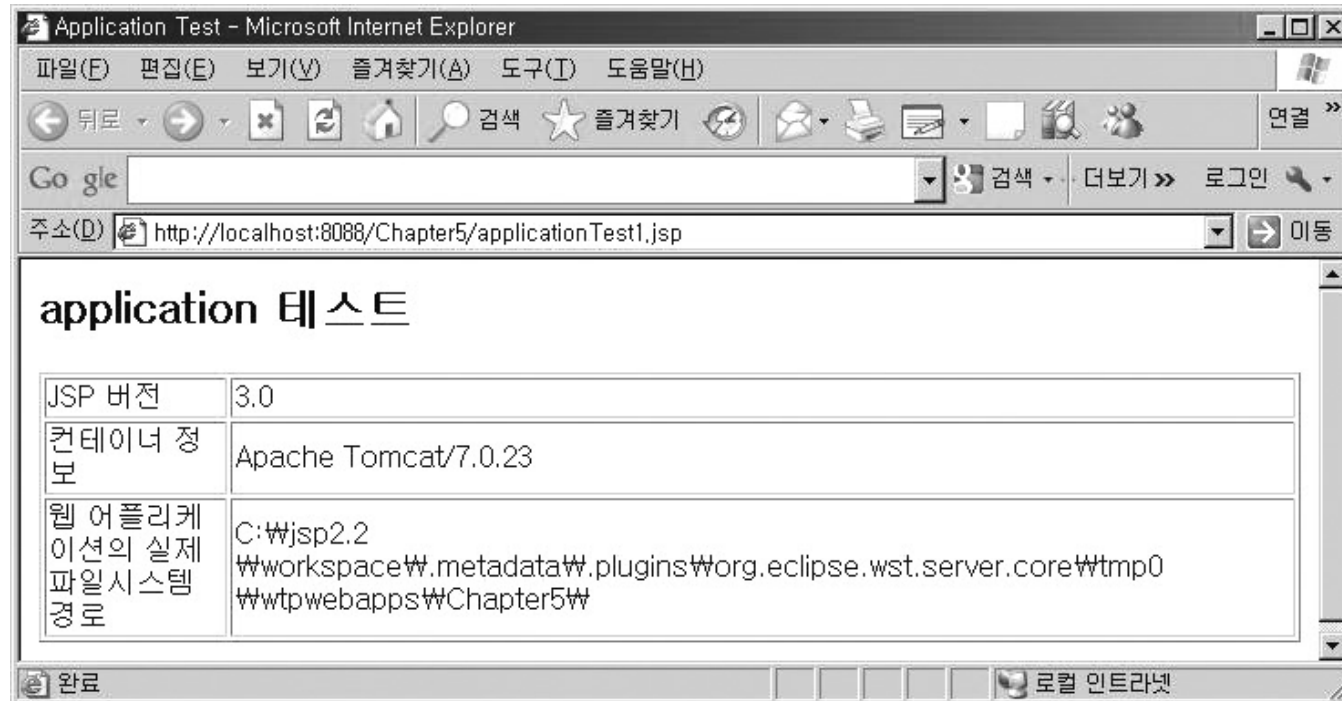 Application Test - Microsoft Internet Explorer
파일(F) 편집(E) 보기(V) 즐겨찾기(A) 도구(T) 도움말(H)
뒤로 검색 즐겨찾기 연결 »
Go gle 검색 더보기 » 로그인
주소(D) http://localhost:8088/Chapter5/applicationTest1.jsp 이동
application 테스트
JSP 버전 3.0
컨테이너 정
보
Apache Tomcat/7.0.23
웹 어플리케
이션의 실제
파일시스템
경로
C:₩jsp2.2
₩workspace₩.metadata₩.plugins₩org.eclipse.wst.server.core₩tmp0
₩wtpwebapps₩Chapter5₩
완료 로컬 인트라넷